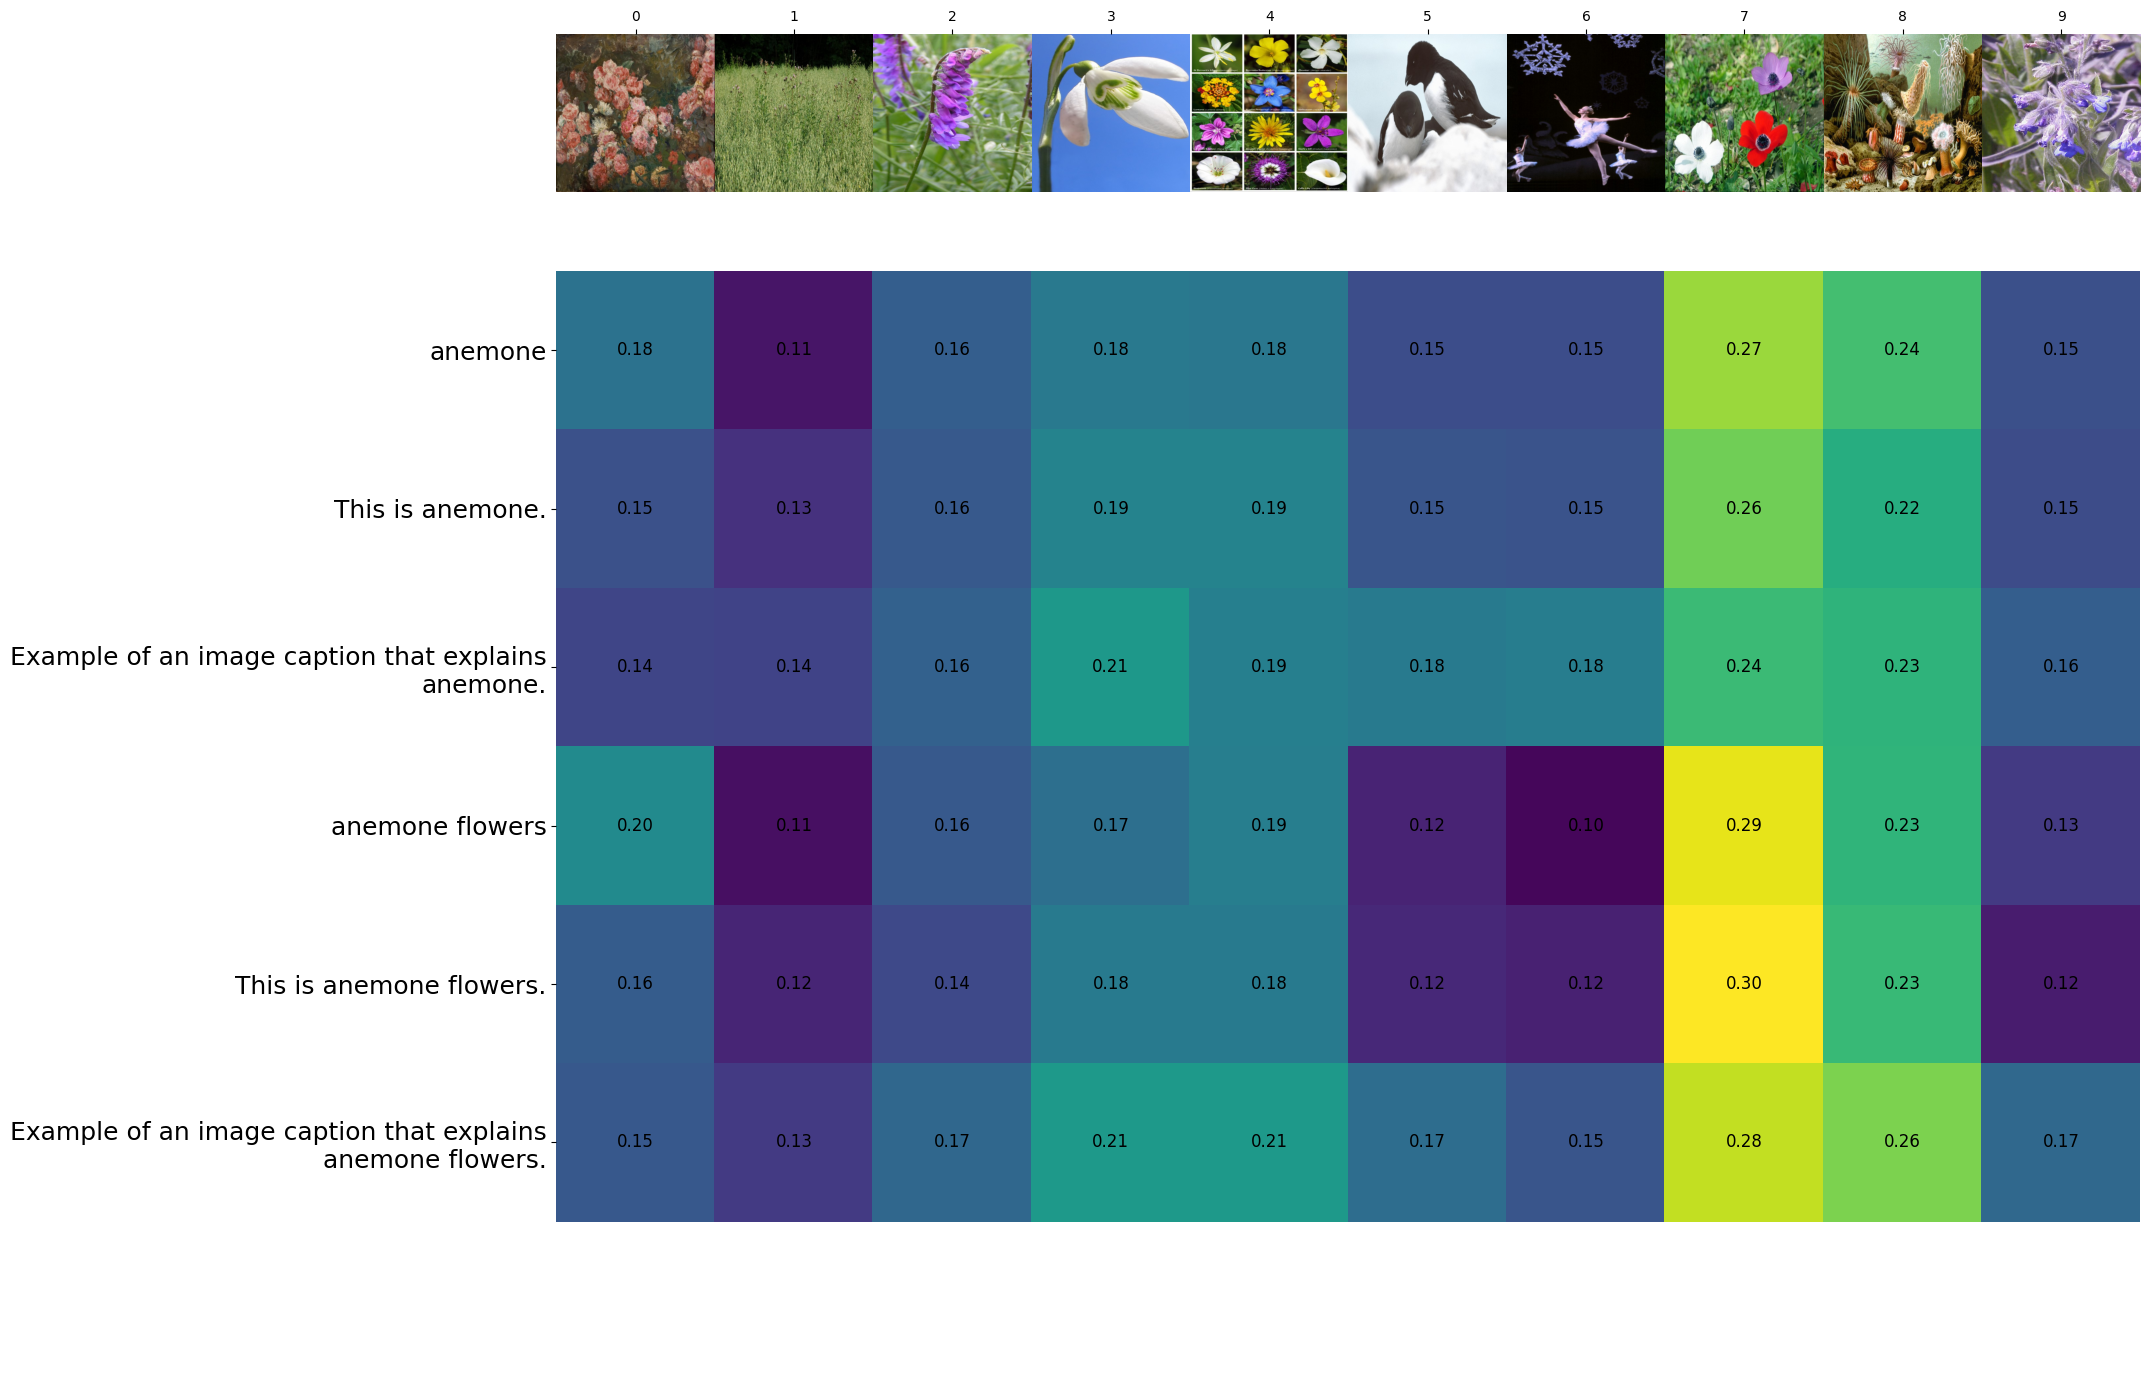 0 1 2 3 4 5 6 7 8 9
anemone 0.18 0.11 0.16 0.18 0.18 0.15 0.15 0.27 0.24 0.15
This is anemone. 0.15 0.13 0.16 0.19 0.19 0.15 0.15 0.26 0.22 0.15
Example of an image caption that explains
anemone. 0.14 0.14 0.16 0.21 0.19 0.18 0.18 0.24 0.23 0.16
anemone flowers 0.20 0.11 0.16 0.17 0.19 0.12 0.10 0.29 0.23 0.13
This is anemone flowers. 0.16 0.12 0.14 0.18 0.18 0.12 0.12 0.30 0.23 0.12
Example of an image caption that explains
anemone flowers. 0.15 0.13 0.17 0.21 0.21 0.17 0.15 0.28 0.26 0.17